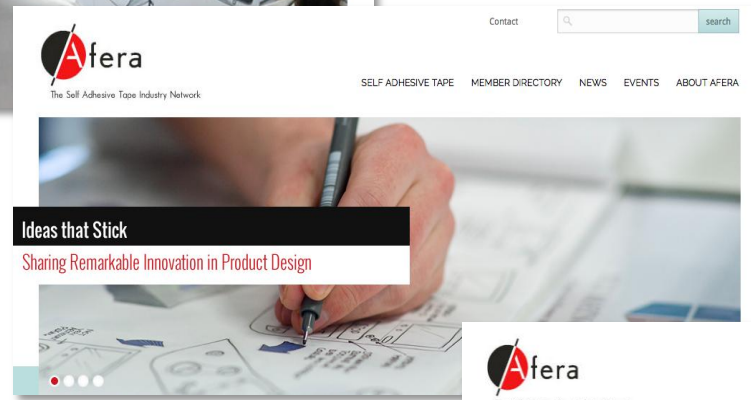 Contact
search
Afera
The Self Adhesive Tape Industry Network
SELF ADHESIVE TAPE MEMBER DIRECTORY NEWS EVENTS ABOUT AFERA
Ideas that Stick
Sharing Remarkable Innovation in Product Design
Afera